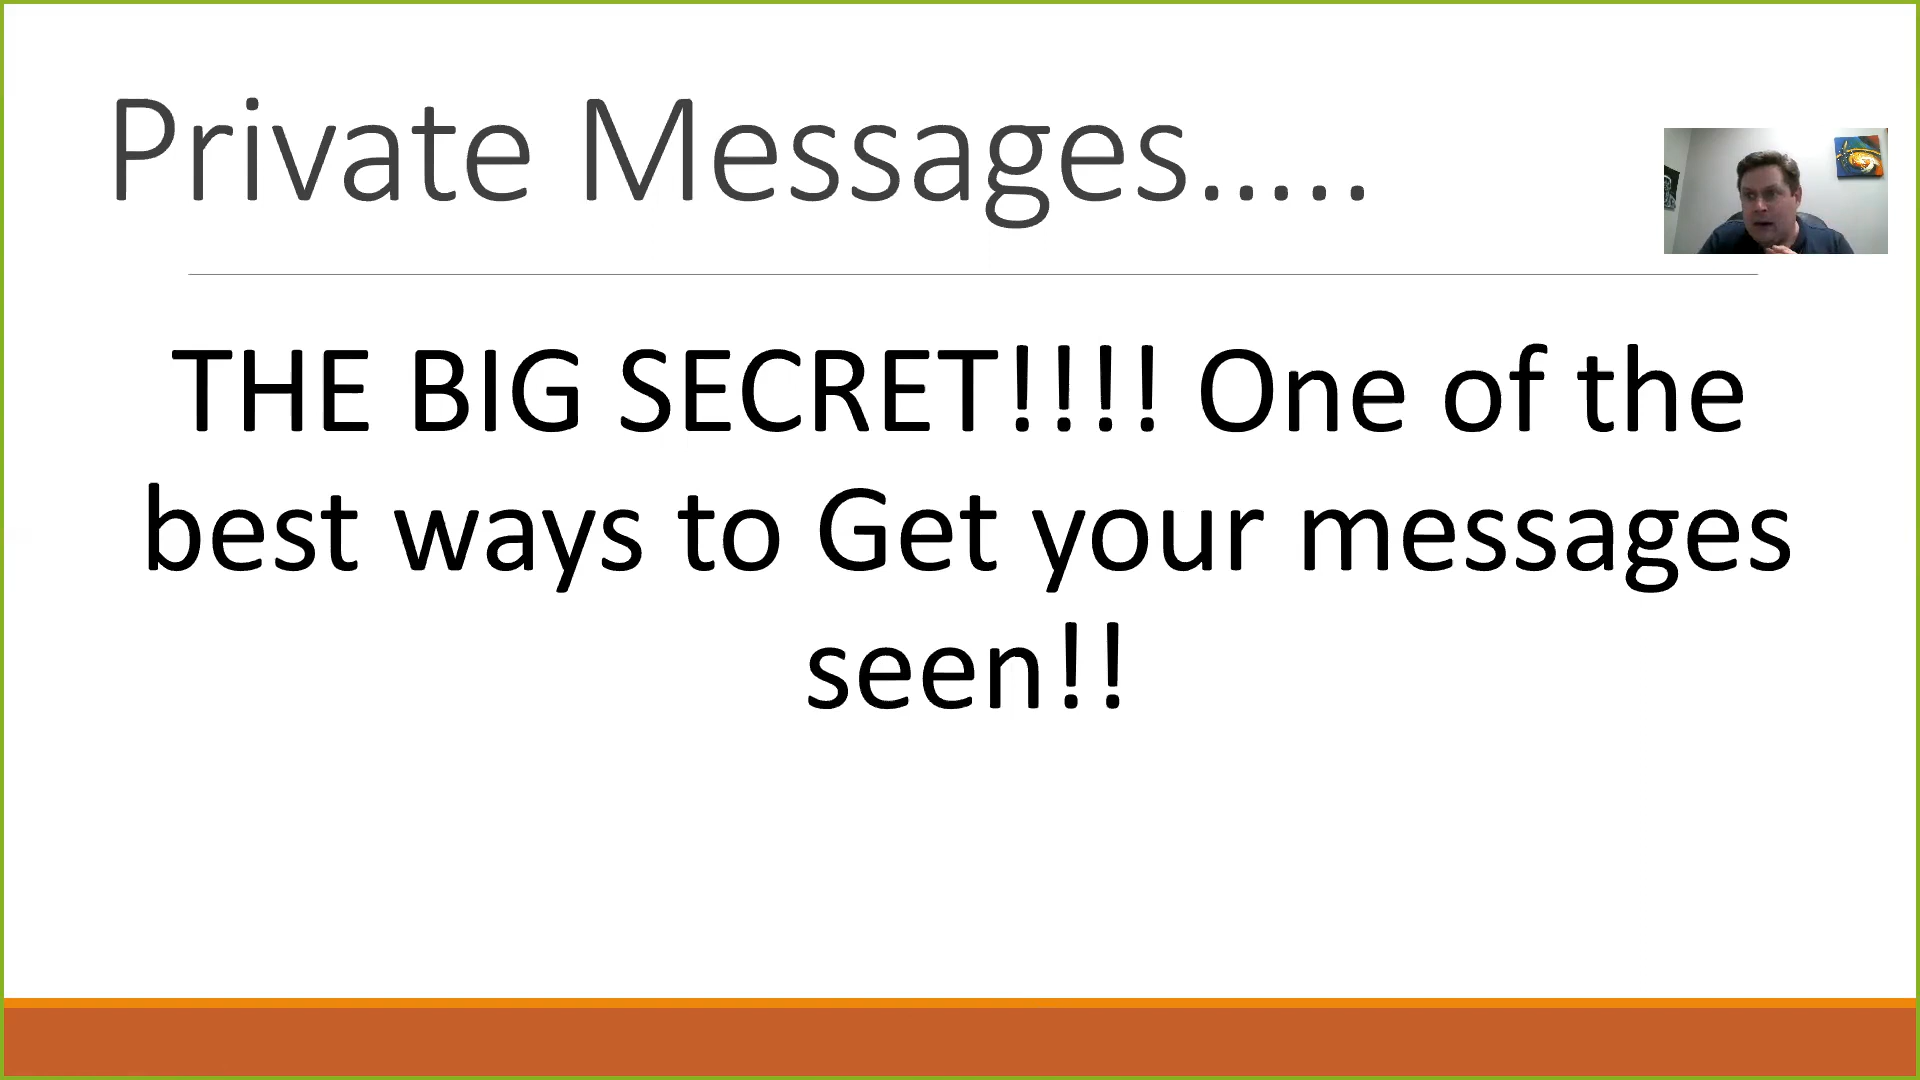 Private Messages.....
THE BIG SECRET!!!! One of the
best ways to Get your messages
seen!!